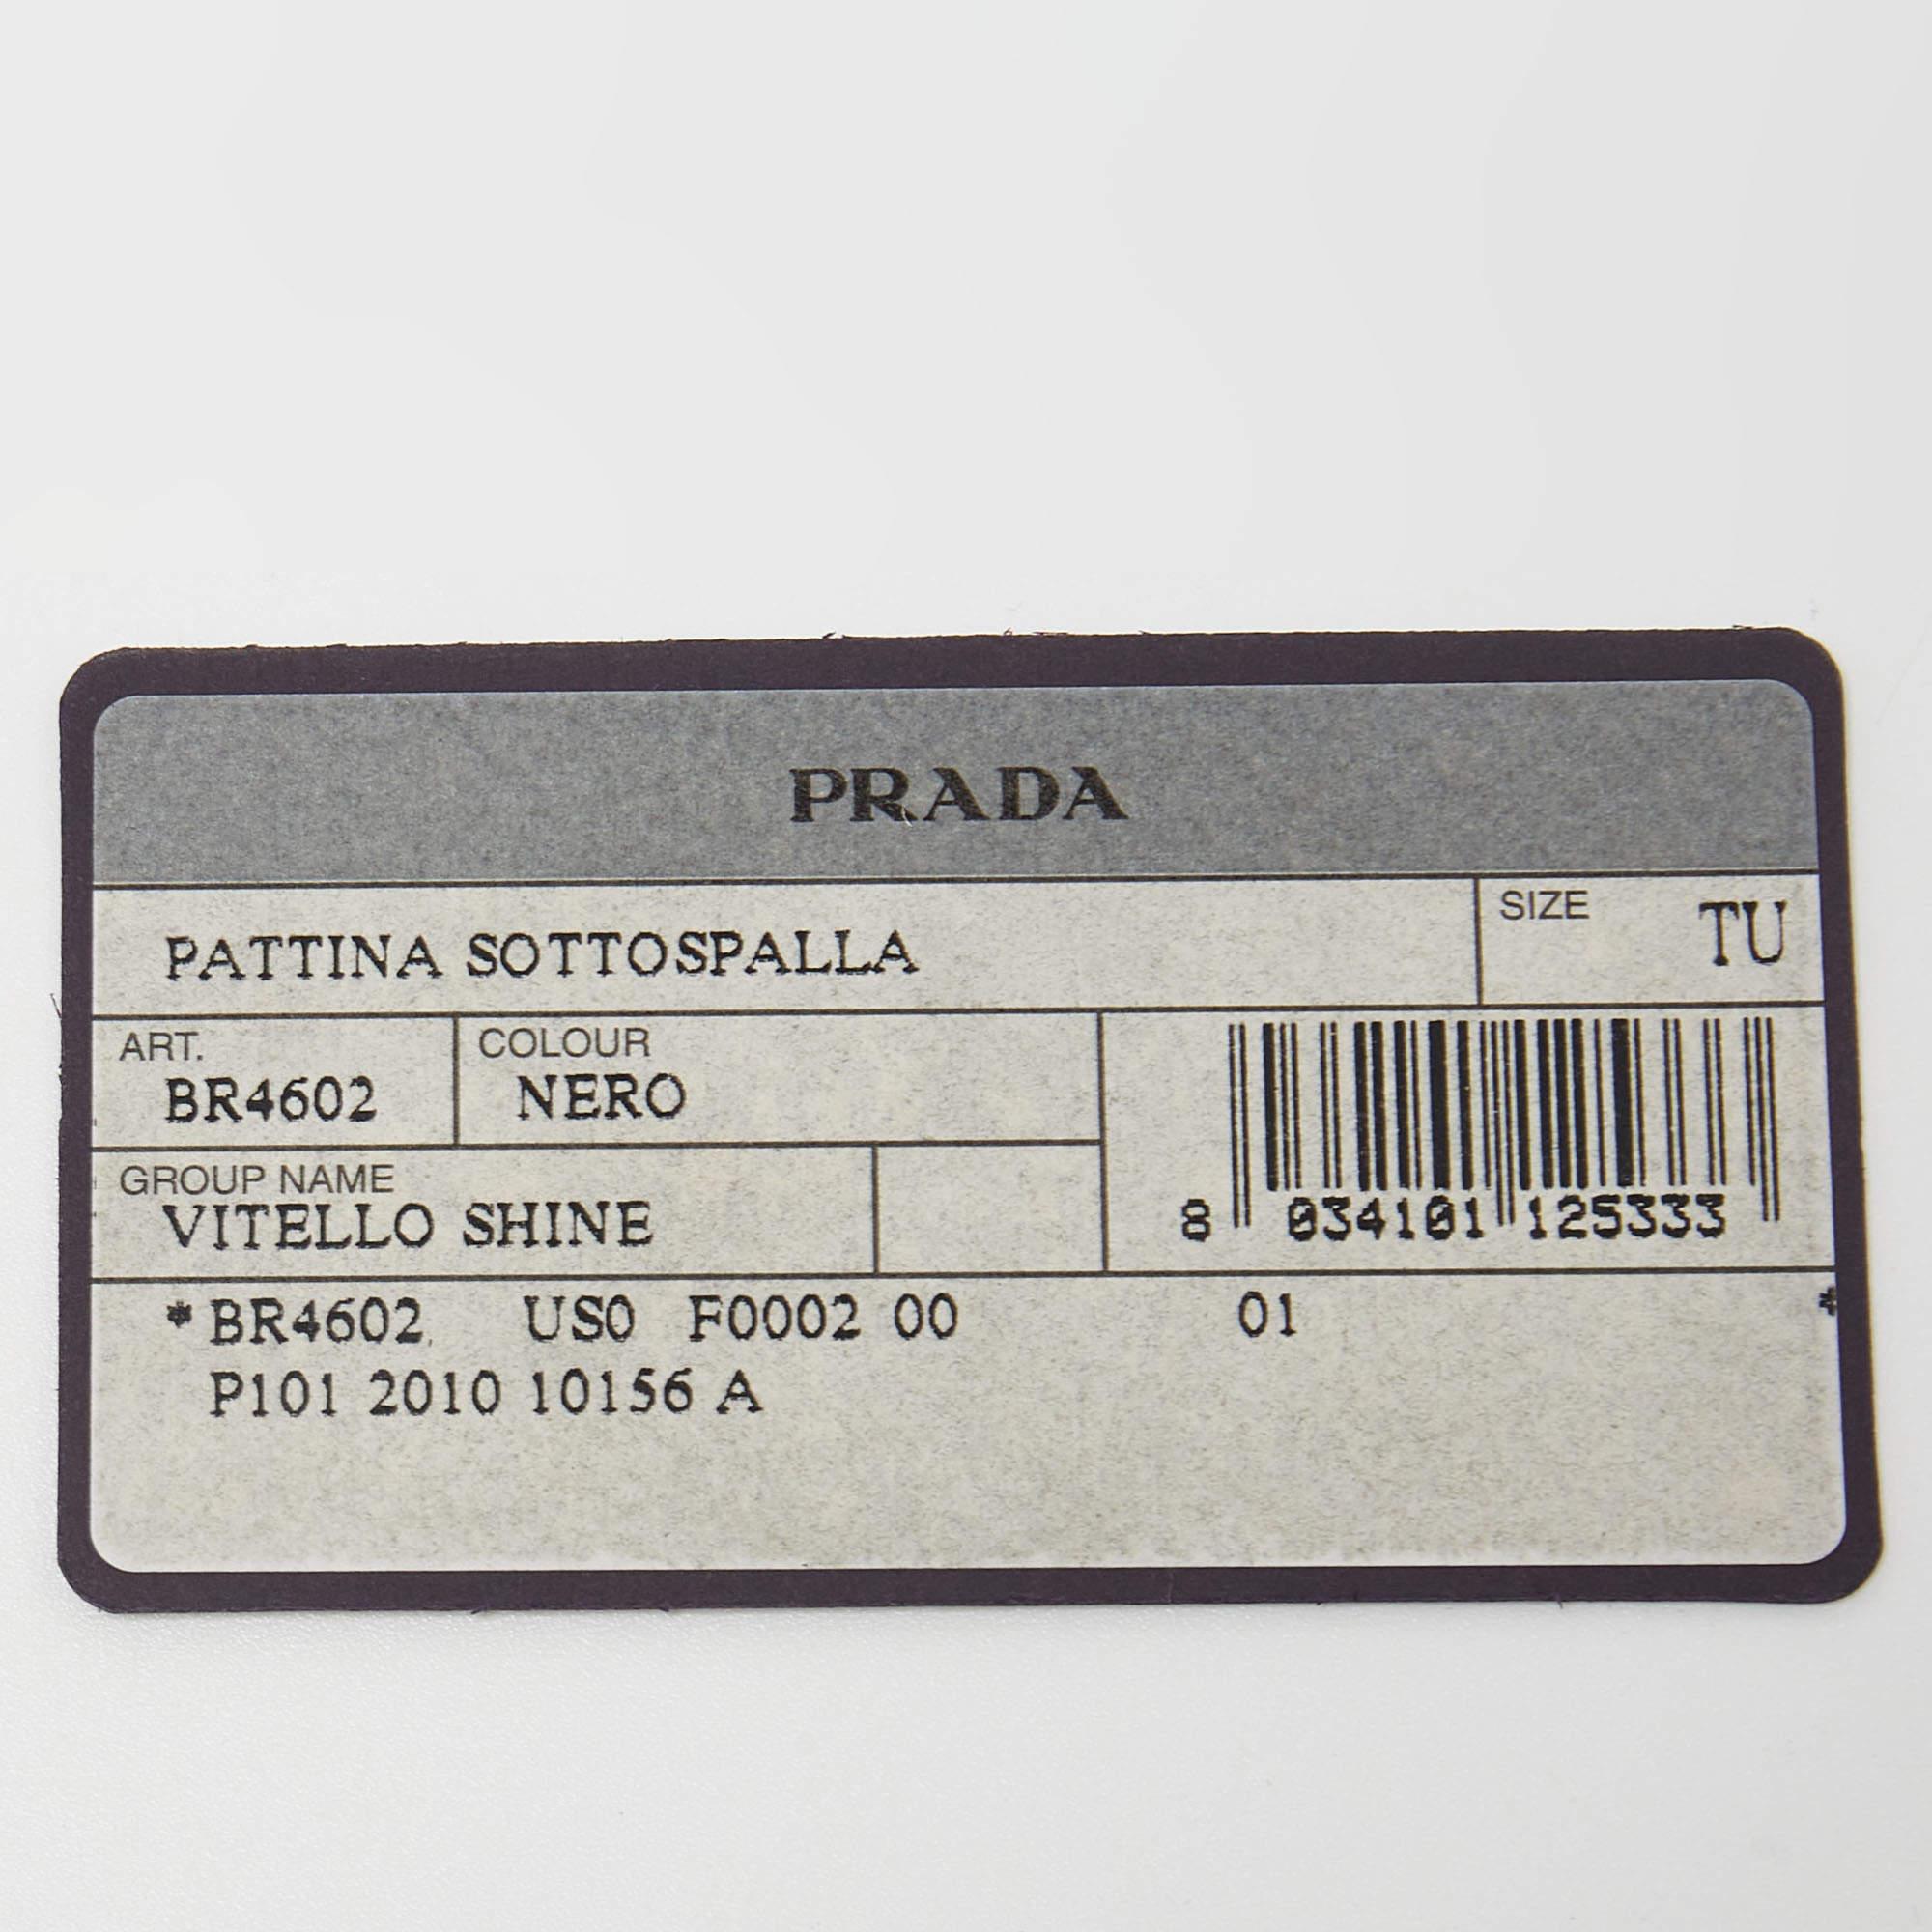 PRADA
PATTINA SOTTOSPALLA
SIZE TU
ART.
BR4602
COLOUR
NERO
GROUP NAME
VITELLO SHINE
8 034101 125333
* BR4602 US0 F0002 00 01 *
P101 2010 10156 A